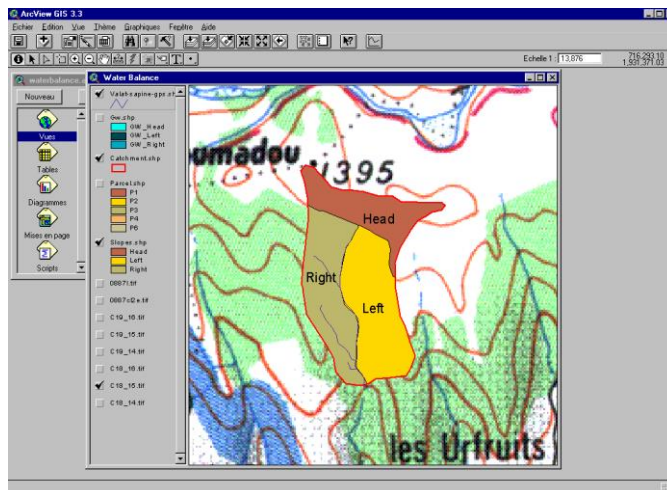 ArcView GIS 3.3
Fichier Edition Vue Thème Graphiques Fenêtre Aide
Echelle 1 : 13,876
716,293.10
1,931,371.03
waterbalance.
Nouveau
Vues
Tables
Diagrammes
Mises en page
Scripts
Water Balance
Gw.shp
GW_Head
GW_Left
GW_Right
Catchment.shp
Parcel.shp
P1
P2
P3
P4
P6
Slopes.shp
Head
Left
Right
C19_16.tif
C19_15.tif
C19_14.tif
C18_16.tif
C18_15.tif
C18_14.tif
oumadou
395
Head
Right
Left
les Urfruits